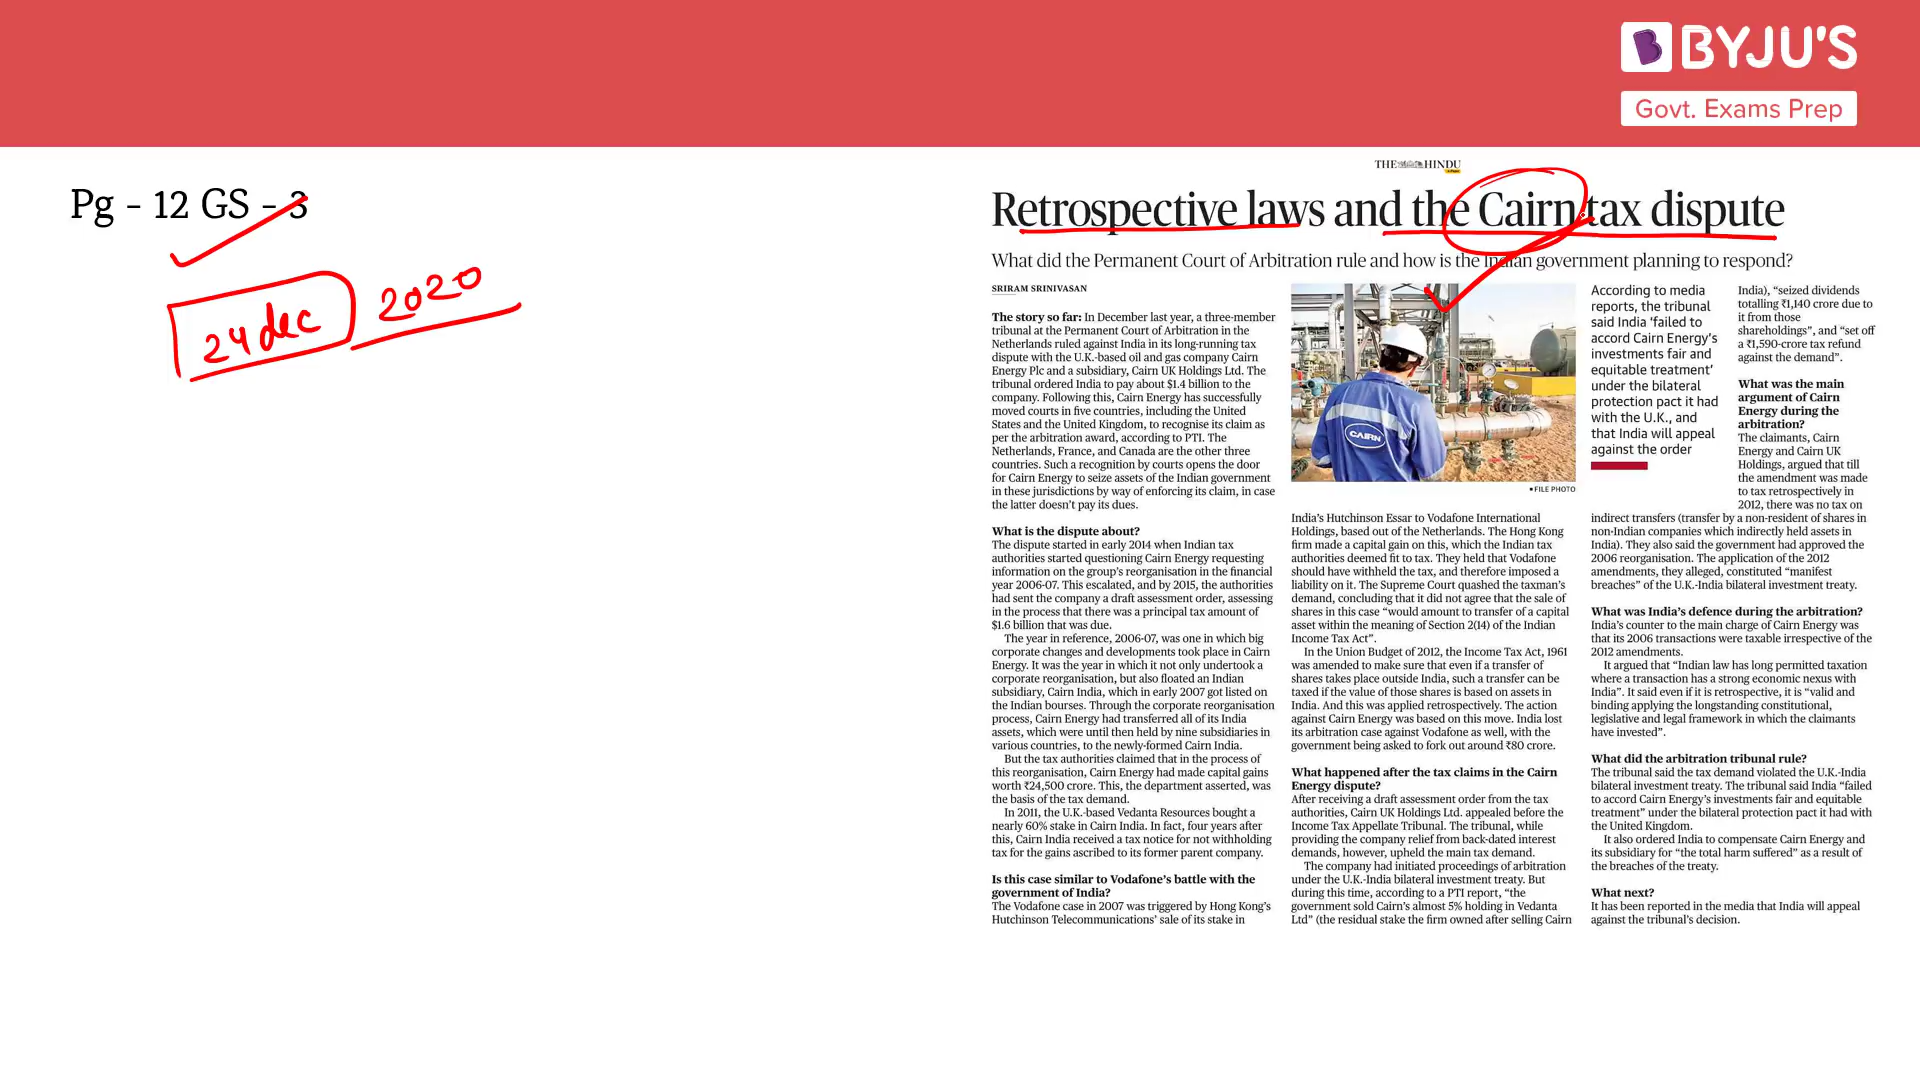 BYJU'S
Govt. Exams Prep
Pg - 12 GS - 3
24 dec 2020
THE HINDU
Retrospective laws and the Cairn tax dispute
What did the Permanent Court of Arbitration rule and how is the Indian government planning to respond?
SRIRAM SRINIVASAN
The story so far: In December last year, a three-member
tribunal at the Permanent Court of Arbitration in the
Netherlands ruled against India in its long-running tax
dispute with the U.K.-based oil and gas company Cairn
Energy Plc and a subsidiary, Cairn UK Holdings Ltd. The
tribunal ordered India to pay about $1.4 billion to the
company. Following this, Cairn Energy has successfully
moved courts in five countries, including the United
States and the United Kingdom, to recognise its claim as
per the arbitration award, according to PTI. The
Netherlands, France, and Canada are the other three
countries. Such a recognition by courts opens the door
for Cairn Energy to seize assets of the Indian government
in these jurisdictions by way of enforcing its claim, in case
the latter doesn't pay its dues.
What is the dispute about?
The dispute started in early 2014 when Indian tax
authorities started questioning Cairn Energy requesting
information on the group's reorganisation in the financial
year 2006-07. This escalated, and by 2015, the authorities
had sent the company a draft assessment order, assessing
in the process that there was a principal tax amount of
$1.6 billion that was due.
The year in reference, 2006-07, was one in which big
corporate changes and developments took place in Cairn
Energy. It was the year in which it not only undertook a
corporate reorganisation, but also floated an Indian
subsidiary, Cairn India, which in early 2007 got listed on
the Indian bourses. Through the corporate reorganisation
process, Cairn Energy had transferred all of its India
assets, which were until then held by nine subsidiaries in
various countries, to the newly-formed Cairn India.
But the tax authorities claimed that in the process of
this reorganisation, Cairn Energy had made capital gains
worth ₹24,500 crore. This, the department asserted, was
the basis of the tax demand.
In 2011, the U.K.-based Vedanta Resources bought a
nearly 60% stake in Cairn India. In fact, four years after
this, Cairn India received a tax notice for not withholding
tax for the gains ascribed to its former parent company.
Is this case similar to Vodafone's battle with the
government of India?
The Vodafone case in 2007 was triggered by Hong Kong's
Hutchinson Telecommunications' sale of its stake in
CAIRN
•FILE PHOTO
India's Hutchinson Essar to Vodafone International
Holdings, based out of the Netherlands. The Hong Kong
firm made a capital gain on this, which the Indian tax
authorities deemed fit to tax. They held that Vodafone
should have withheld the tax, and therefore imposed a
liability on it. The Supreme Court quashed the taxman's
demand, concluding that it did not agree that the sale of
shares in this case “would amount to transfer of a capital
asset within the meaning of Section 2(14) of the Indian
Income Tax Act”.
In the Union Budget of 2012, the Income Tax Act, 1961
was amended to make sure that even if a transfer of
shares takes place outside India, such a transfer can be
taxed if the value of those shares is based on assets in
India. And this was applied retrospectively. The action
against Cairn Energy was based on this move. India lost
its arbitration case against Vodafone as well, with the
government being asked to fork out around ₹80 crore.
What happened after the tax claims in the Cairn
Energy dispute?
After receiving a draft assessment order from the tax
authorities, Cairn UK Holdings Ltd. appealed before the
Income Tax Appellate Tribunal. The tribunal, while
providing the company relief from back-dated interest
demands, however, upheld the main tax demand.
The company had initiated proceedings of arbitration
under the U.K.-India bilateral investment treaty. But
during this time, according to a PTI report, “the
government sold Cairn's almost 5% holding in Vedanta
Ltd” (the residual stake the firm owned after selling Cairn
According to media
reports, the tribunal
said India ‘failed to
accord Cairn Energy's
investments fair and
equitable treatment’
under the bilateral
protection pact it had
with the U.K., and
that India will appeal
against the order
India), “seized dividends
totalling ₹1,140 crore due to
it from those
shareholdings”, and “set off
a ₹1,590-crore tax refund
against the demand”.
What was the main
argument of Cairn
Energy during the
arbitration?
The claimants, Cairn
Energy and Cairn UK
Holdings, argued that till
the amendment was made
to tax retrospectively in
2012, there was no tax on
indirect transfers (transfer by a non-resident of shares in
non-Indian companies which indirectly held assets in
India). They also said the government had approved the
2006 reorganisation. The application of the 2012
amendments, they alleged, constituted “manifest
breaches” of the U.K.-India bilateral investment treaty.
What was India's defence during the arbitration?
India's counter to the main charge of Cairn Energy was
that its 2006 transactions were taxable irrespective of the
2012 amendments.
It argued that “Indian law has long permitted taxation
where a transaction has a strong economic nexus with
India”. It said even if it is retrospective, it is “valid and
binding applying the longstanding constitutional,
legislative and legal framework in which the claimants
have invested”.
What did the arbitration tribunal rule?
The tribunal said the tax demand violated the U.K.-India
bilateral investment treaty. The tribunal said India “failed
to accord Cairn Energy's investments fair and equitable
treatment” under the bilateral protection pact it had with
the United Kingdom.
It also ordered India to compensate Cairn Energy and
its subsidiary for “the total harm suffered” as a result of
the breaches of the treaty.
What next?
It has been reported in the media that India will appeal
against the tribunal's decision.